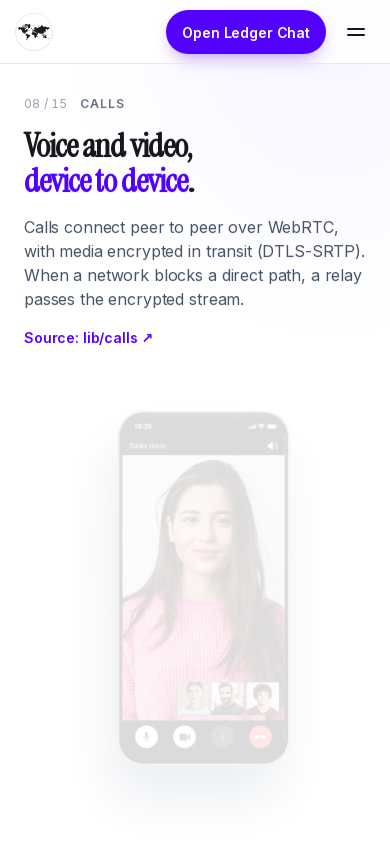 Open Ledger Chat
08 / 15 CALLS
Voice and video,
device to device.
Calls connect peer to peer over WebRTC,
with media encrypted in transit (DTLS-SRTP).
When a network blocks a direct path, a relay
passes the encrypted stream.
Source: lib/calls ↗
16:20
Sales team